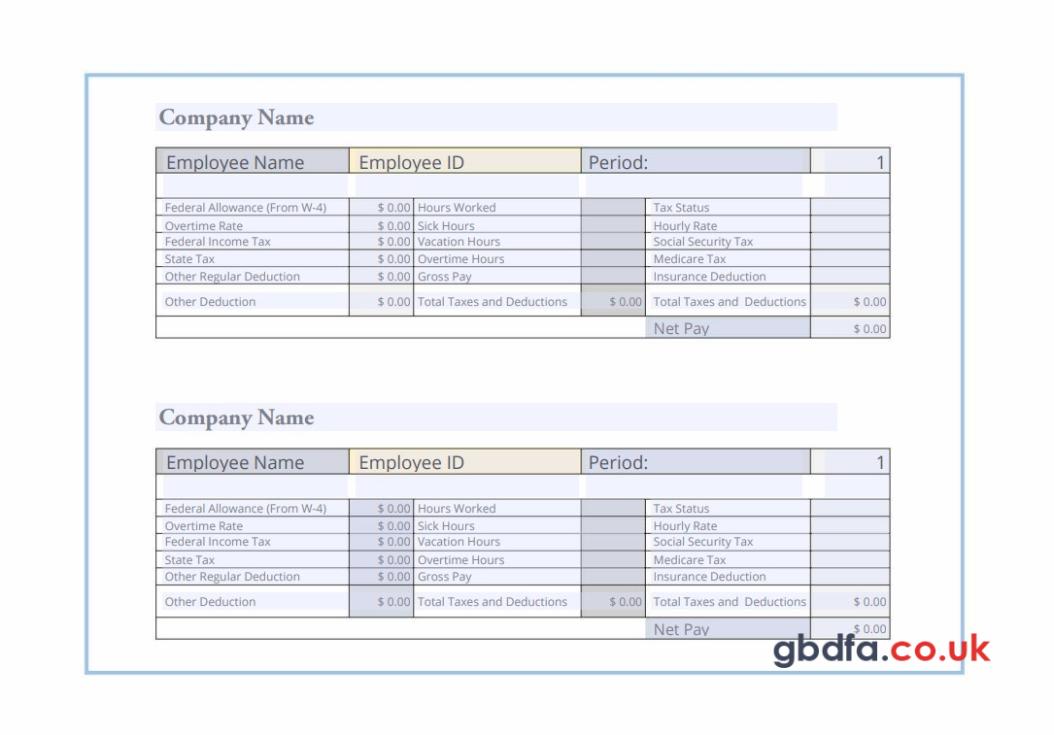 Company Name
Employee Name Employee ID Period: 1
Federal Allowance (From W-4) $ 0.00 Hours Worked Tax Status
Overtime Rate $ 0.00 Sick Hours Hourly Rate
Federal Income Tax $ 0.00 Vacation Hours Social Security Tax
State Tax $ 0.00 Overtime Hours Medicare Tax
Other Regular Deduction $ 0.00 Gross Pay Insurance Deduction
Other Deduction $ 0.00 Total Taxes and Deductions $ 0.00 Total Taxes and Deductions $ 0.00
Net Pay $ 0.00
Company Name
Employee Name Employee ID Period: 1
Federal Allowance (From W-4) $ 0.00 Hours Worked Tax Status
Overtime Rate $ 0.00 Sick Hours Hourly Rate
Federal Income Tax $ 0.00 Vacation Hours Social Security Tax
State Tax $ 0.00 Overtime Hours Medicare Tax
Other Regular Deduction $ 0.00 Gross Pay Insurance Deduction
Other Deduction $ 0.00 Total Taxes and Deductions $ 0.00 Total Taxes and Deductions $ 0.00
Net Pay $ 0.00
gbdfa.co.uk